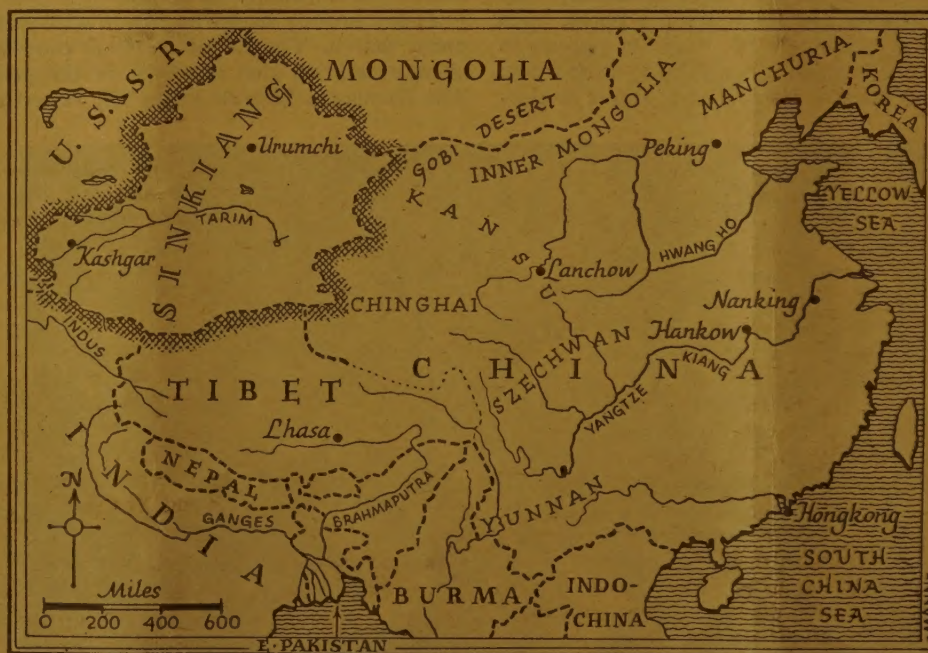 U. S. S. R.
MONGOLIA
SINKIANG
Urumchi
TARIM
Kashgar
GOBI DESERT
INNER MONGOLIA
MANCHURIA
KOREA
Peking
YELLOW
SEA
KANSU
Lanchow
HWANG HO
CHINGHAI
Nanking
Hankow
INDUS
CHINA
SZECHWAN
YANGTZE KIANG
TIBET
Lhasa
NEPAL
INDIA
N
GANGES
BRAHMAPUTRA
YUNNAN
Hongkong
SOUTH
CHINA
SEA
BURMA
INDO-
CHINA
Miles
0 200 400 600
E·PAKISTAN